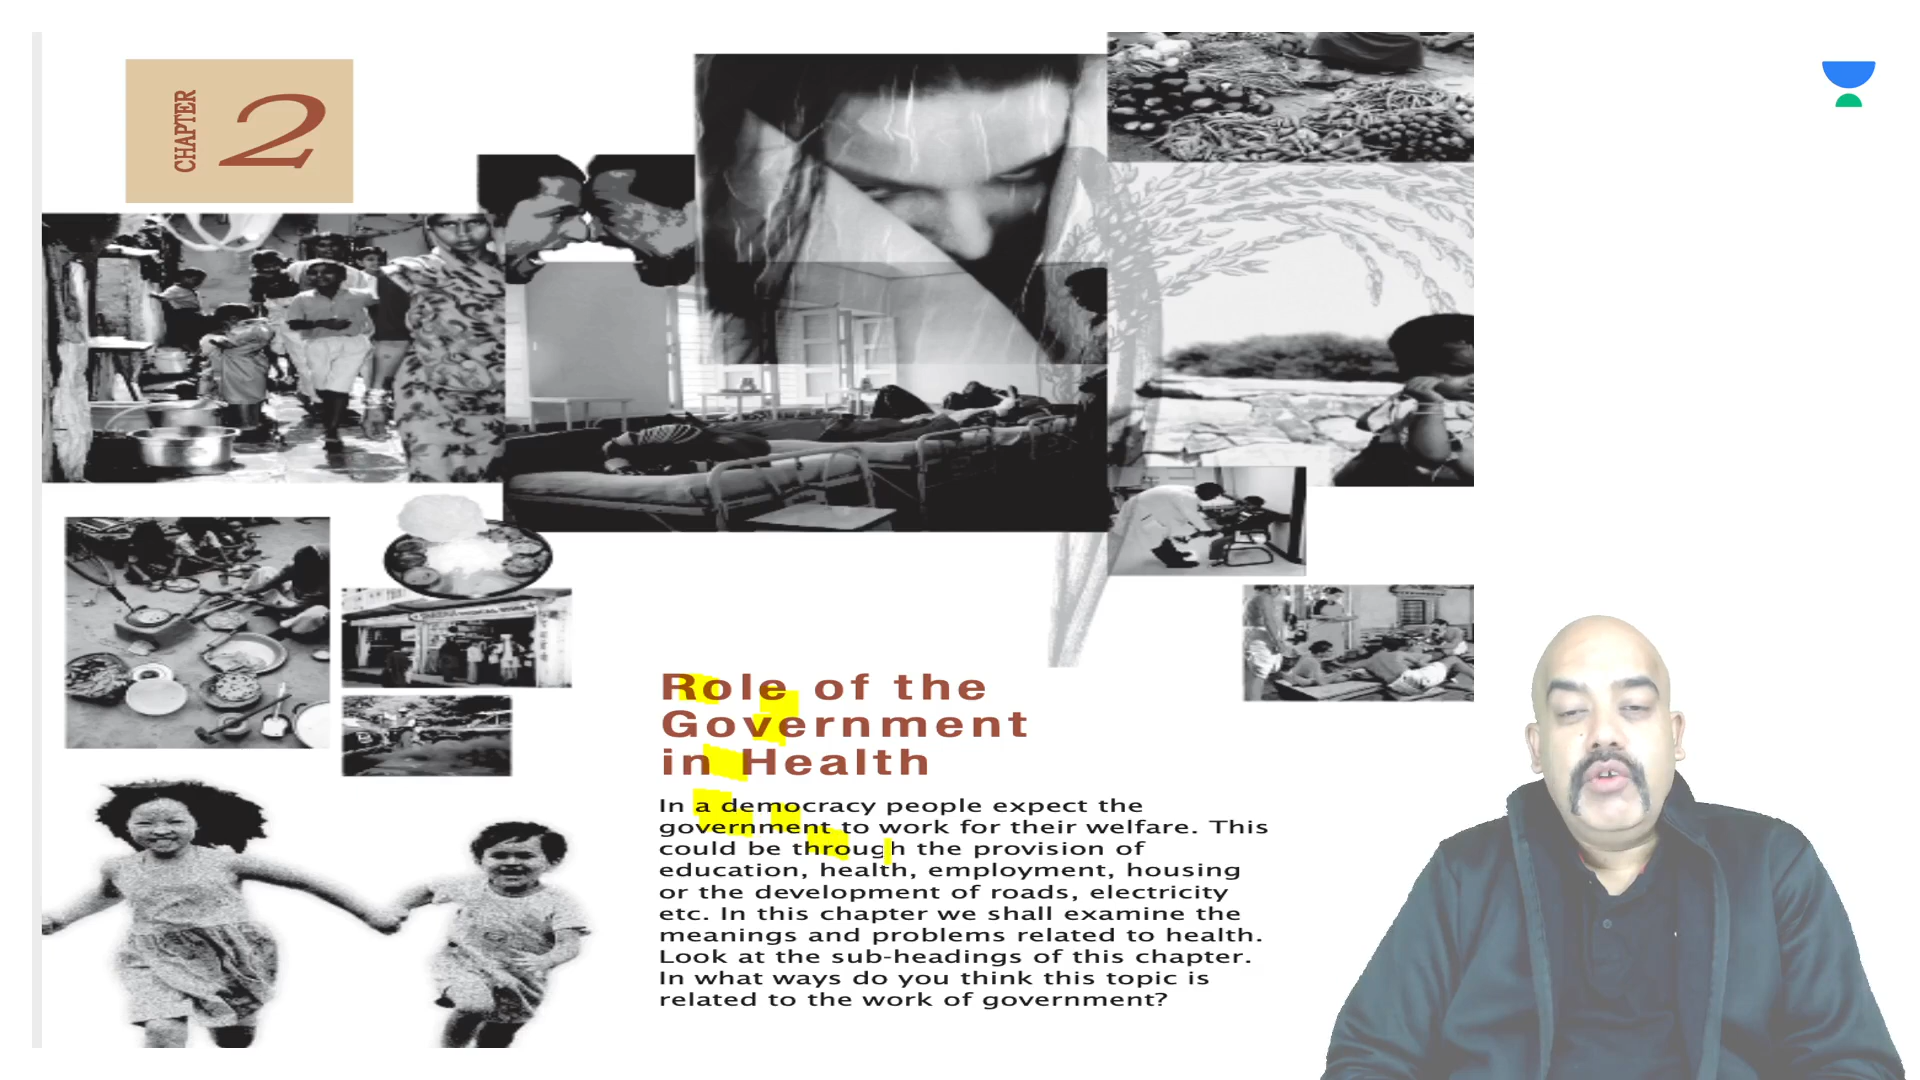 CHAPTER
2
Role of the
Government
in Health
In a democracy people expect the
government to work for their welfare. This
could be through the provision of
education, health, employment, housing
or the development of roads, electricity
etc. In this chapter we shall examine the
meanings and problems related to health.
Look at the sub-headings of this chapter.
In what ways do you think this topic is
related to the work of government?